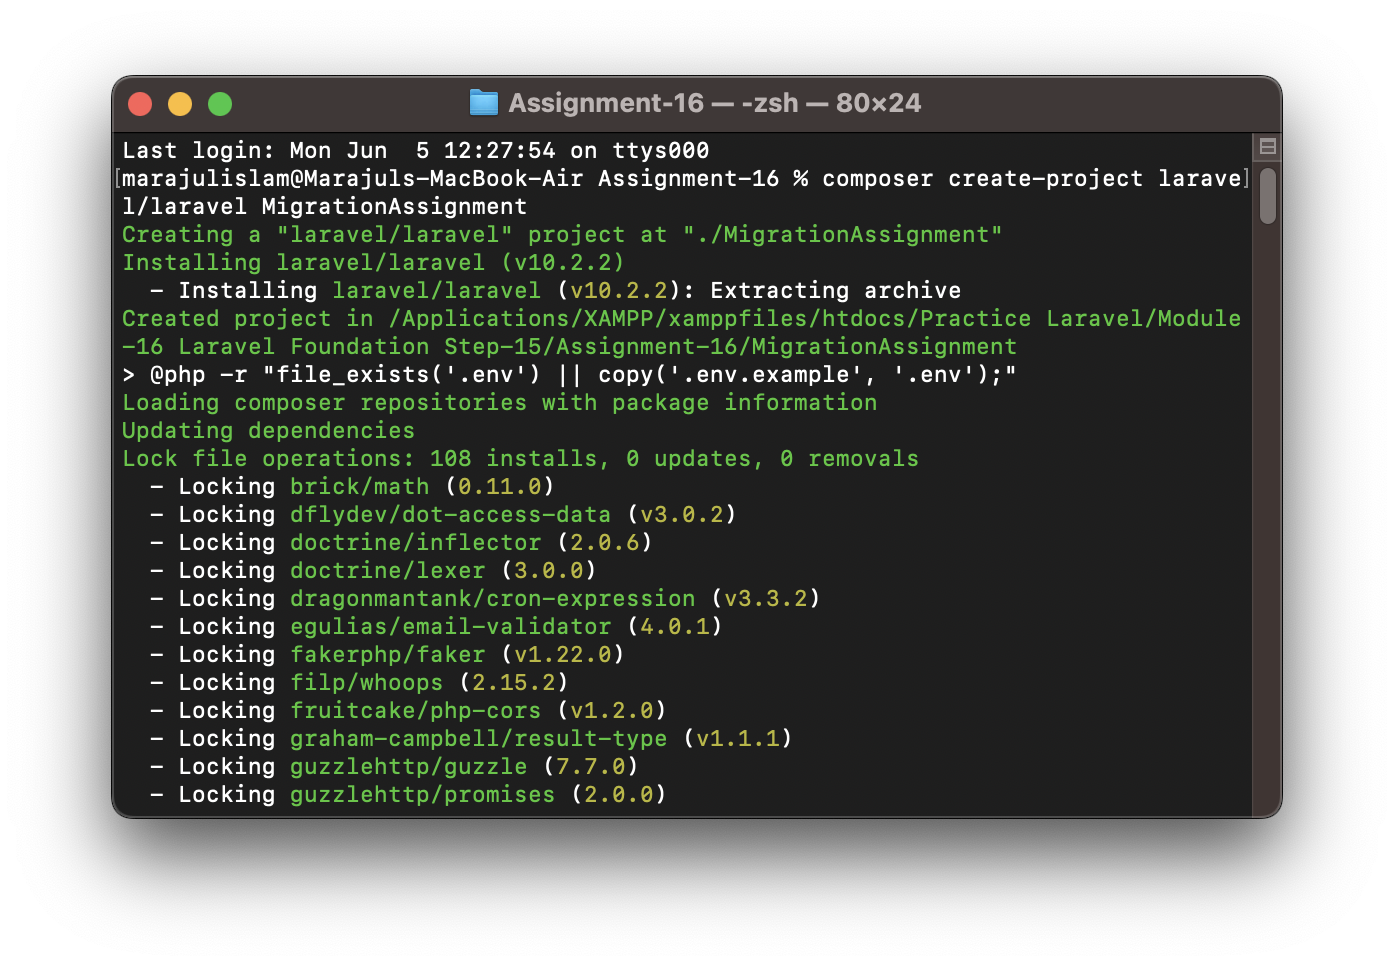 Assignment-16 — -zsh — 80×24
Last login: Mon Jun  5 12:27:54 on ttys000
[marajulislam@Marajuls-MacBook-Air Assignment-16 % composer create-project larave]
l/laravel MigrationAssignment
Creating a "laravel/laravel" project at "./MigrationAssignment"
Installing laravel/laravel (v10.2.2)
  - Installing laravel/laravel (v10.2.2): Extracting archive
Created project in /Applications/XAMPP/xamppfiles/htdocs/Practice Laravel/Module
-16 Laravel Foundation Step-15/Assignment-16/MigrationAssignment
> @php -r "file_exists('.env') || copy('.env.example', '.env');"
Loading composer repositories with package information
Updating dependencies
Lock file operations: 108 installs, 0 updates, 0 removals
  - Locking brick/math (0.11.0)
  - Locking dflydev/dot-access-data (v3.0.2)
  - Locking doctrine/inflector (2.0.6)
  - Locking doctrine/lexer (3.0.0)
  - Locking dragonmantank/cron-expression (v3.3.2)
  - Locking egulias/email-validator (4.0.1)
  - Locking fakerphp/faker (v1.22.0)
  - Locking filp/whoops (2.15.2)
  - Locking fruitcake/php-cors (v1.2.0)
  - Locking graham-campbell/result-type (v1.1.1)
  - Locking guzzlehttp/guzzle (7.7.0)
  - Locking guzzlehttp/promises (2.0.0)